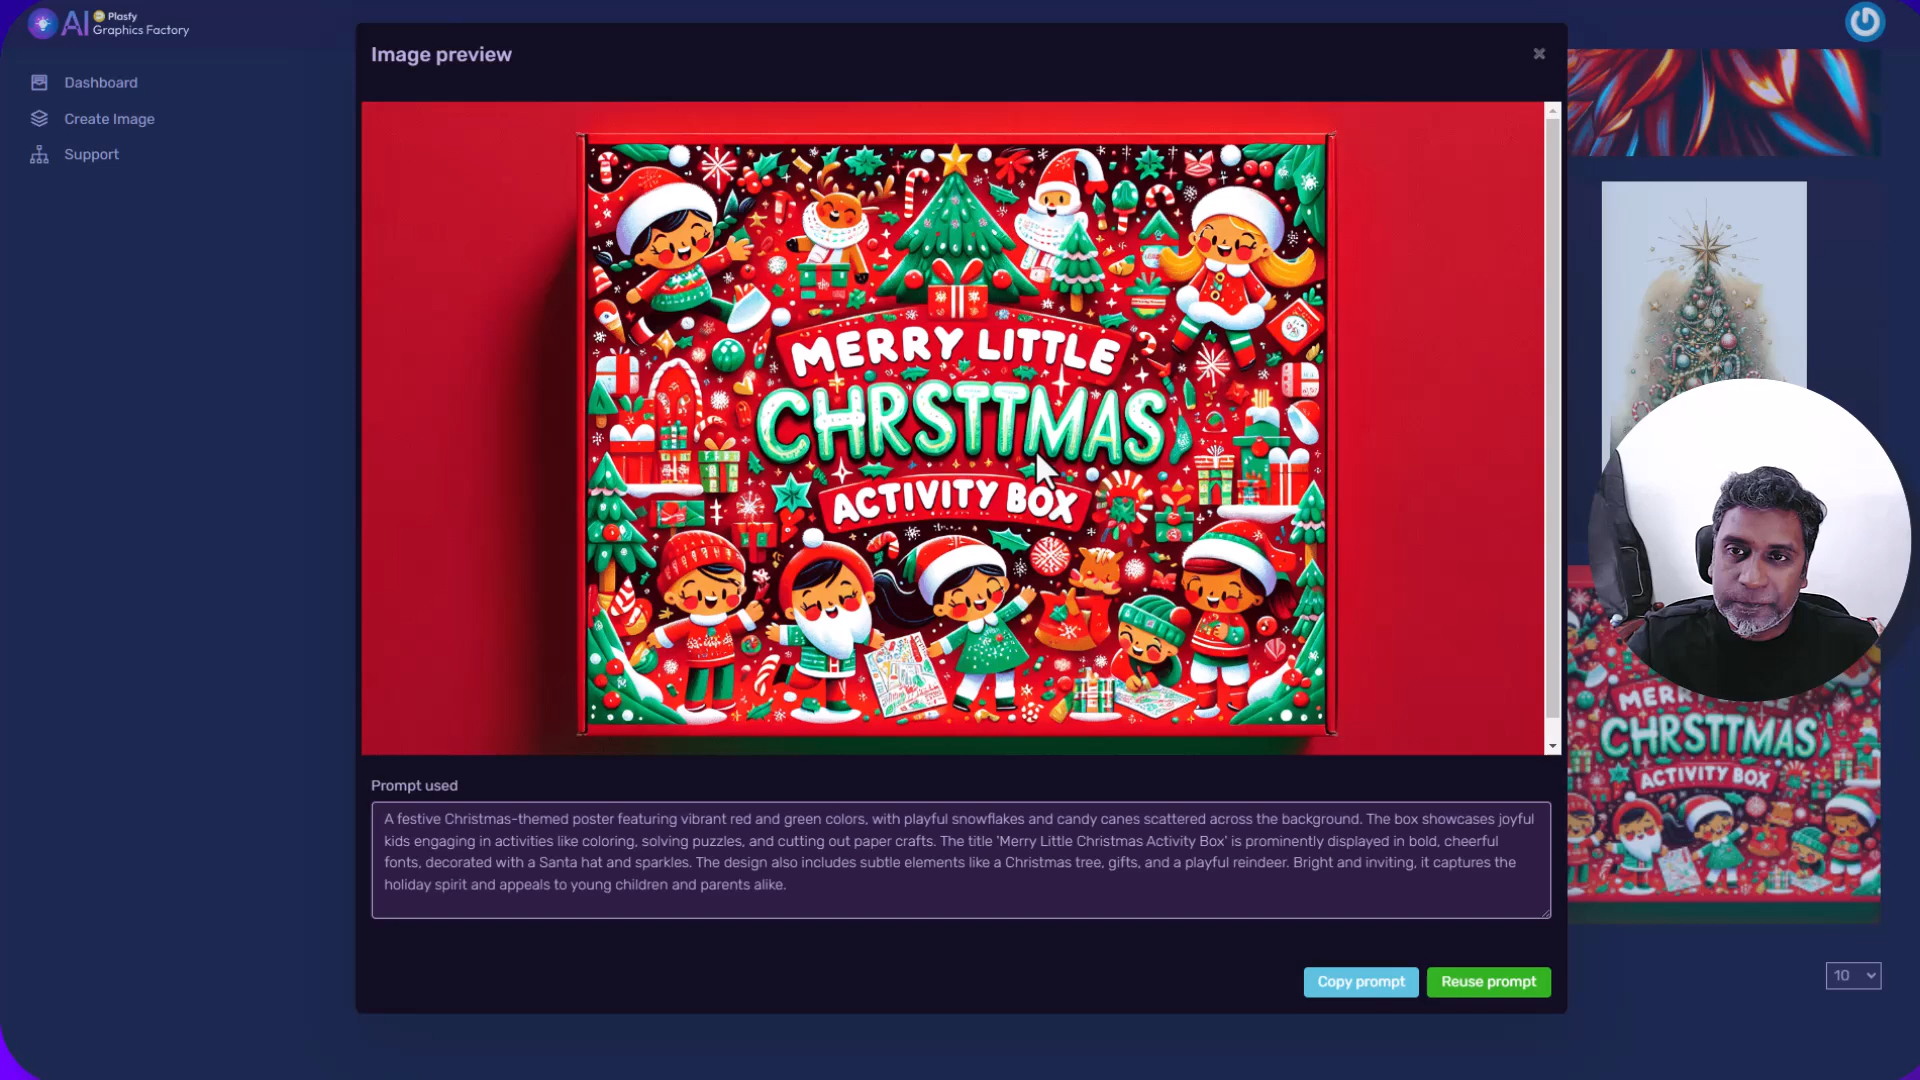 AI Plasfy
Graphics Factory
Dashboard
Create Image
Support
Image preview
MERRY LITTLE
CHRSTTMAS
ACTIVITY BOX
Prompt used
A festive Christmas-themed poster featuring vibrant red and green colors, with playful snowflakes and candy canes scattered across the background. The box showcases joyful
kids engaging in activities like coloring, solving puzzles, and cutting out paper crafts. The title 'Merry Little Christmas Activity Box' is prominently displayed in bold, cheerful
fonts, decorated with a Santa hat and sparkles. The design also includes subtle elements like a Christmas tree, gifts, and a playful reindeer. Bright and inviting, it captures the
holiday spirit and appeals to young children and parents alike.
Copy prompt
Reuse prompt
CHRSTTMAS
ACTIVITY BOX
10